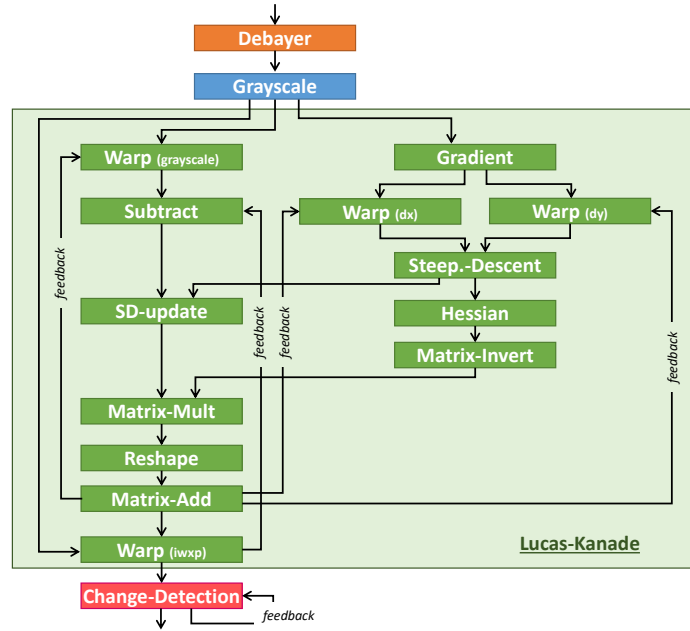 Debayer
Grayscale
Warp (grayscale)
Gradient
Subtract
Warp (dx)
Warp (dy)
Steep.-Descent
feedback
SD-update
Hessian
feedback
feedback
feedback
Matrix-Invert
Matrix-Mult
Reshape
Matrix-Add
Warp (iwxp)
Lucas-Kanade
Change-Detection
feedback